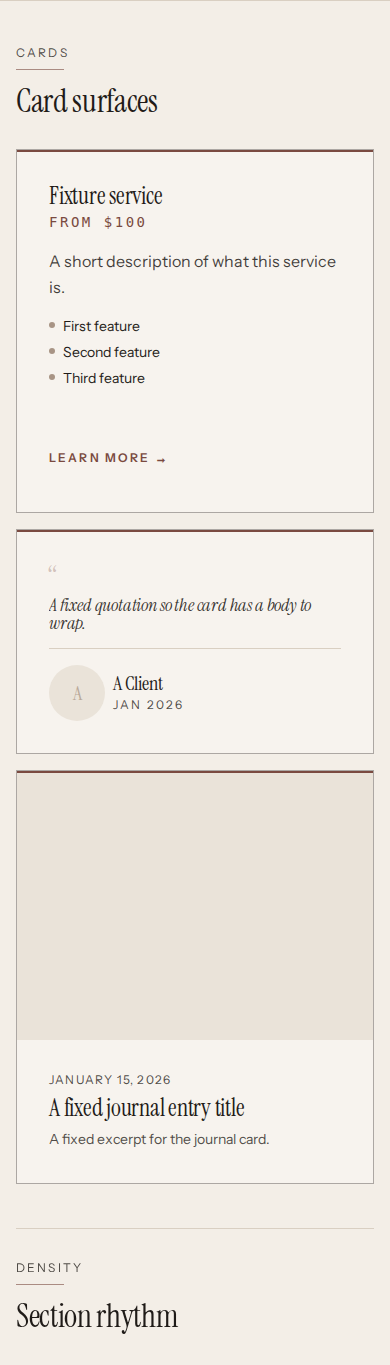 CARDS
Card surfaces
Fixture service
FROM $100
A short description of what this service
is.
First feature
Second feature
Third feature
LEARN MORE →
“
A fixed quotation so the card has a body to
wrap.
A
A Client
JAN 2026
JANUARY 15, 2026
A fixed journal entry title
A fixed excerpt for the journal card.
DENSITY
Section rhythm